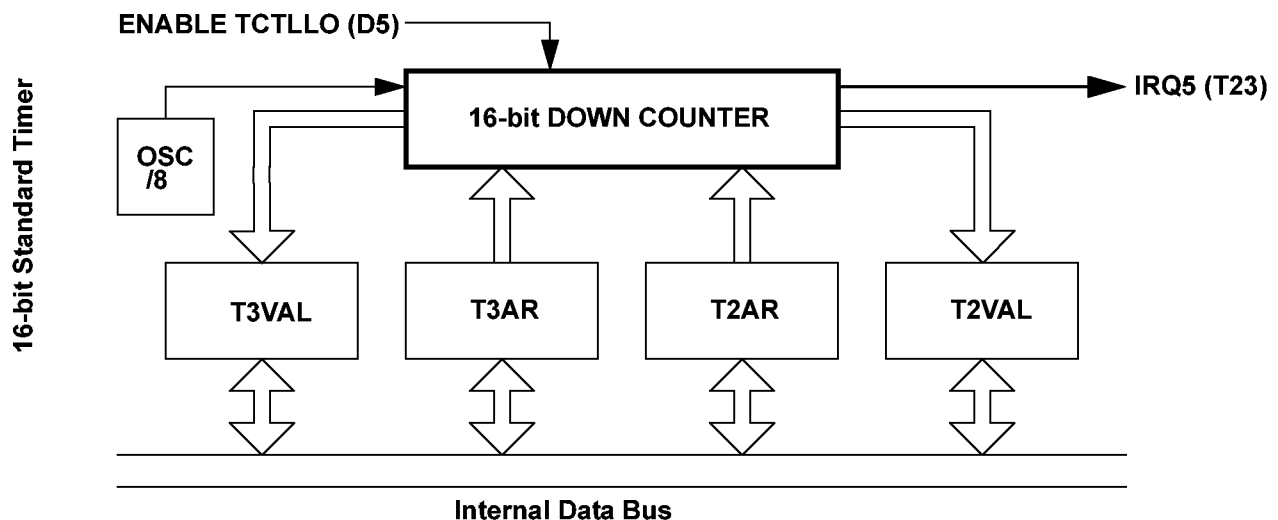 ENABLE TCTLLO (D5)
16-bit Standard Timer
16-bit DOWN COUNTER
IRQ5 (T23)
OSC
/8
T3VAL
T3AR
T2AR
T2VAL
Internal Data Bus